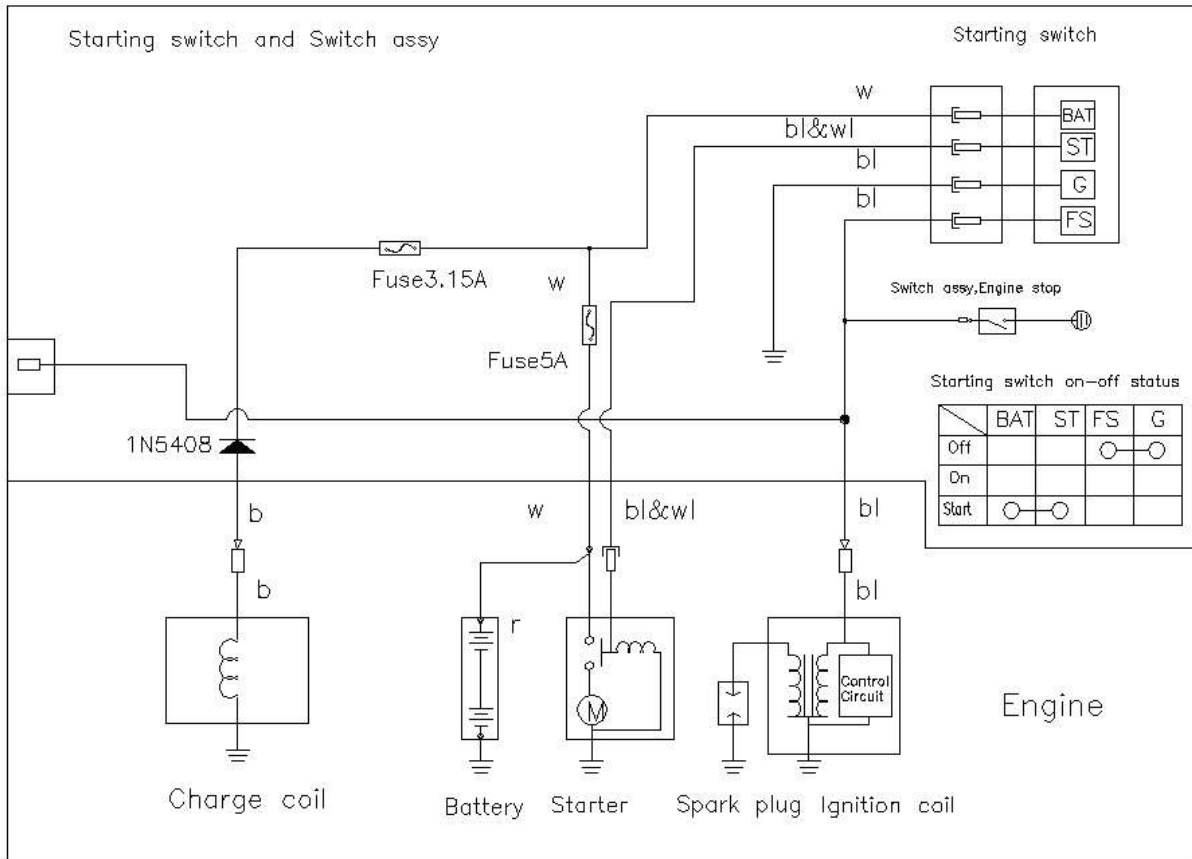 Starting switch and Switch assy
Starting switch
w
BAT
bl&wl
ST
bl
G
bl
FS
Fuse3.15A
w
Switch assy,Engine stop
Fuse5A
Starting switch on-off status
BAT ST FS G
1N5408
Off
On
Start
b
w
bl&wl
bl
b
bl
r
Control
Circuit
M
Engine
Charge coil
Battery
Starter
Spark plug
Ignition coil